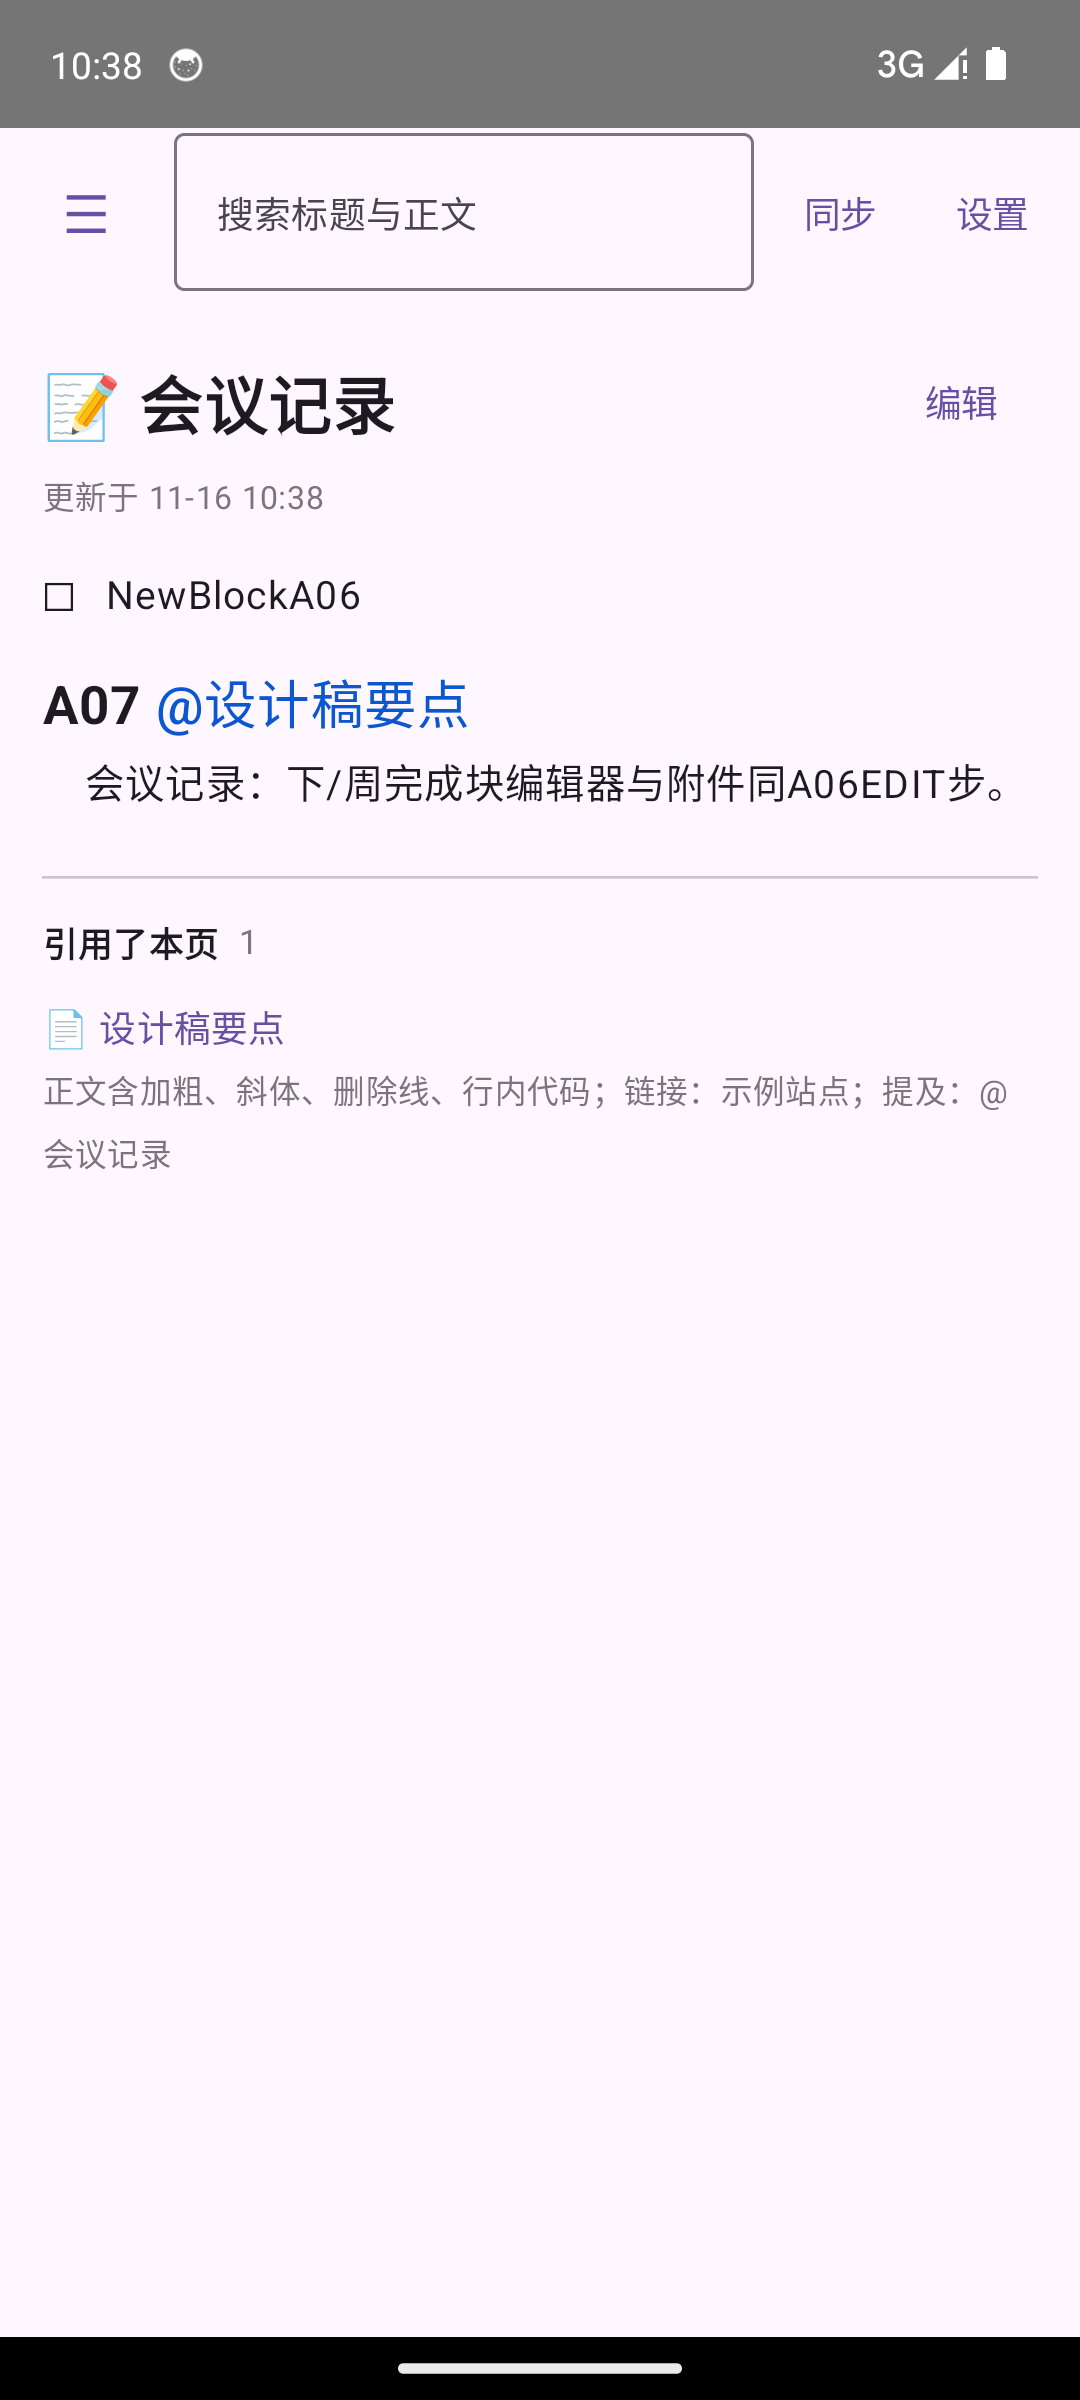 10:38
3G
搜索标题与正文
同步
设置
📝 会议记录
编辑
更新于 11-16 10:38
☐ NewBlockA06
A07 @设计稿要点
会议记录：下/周完成块编辑器与附件同A06EDIT步。
引用了本页 1
📄 设计稿要点
正文含加粗、斜体、删除线、行内代码；链接：示例站点；提及：@
会议记录